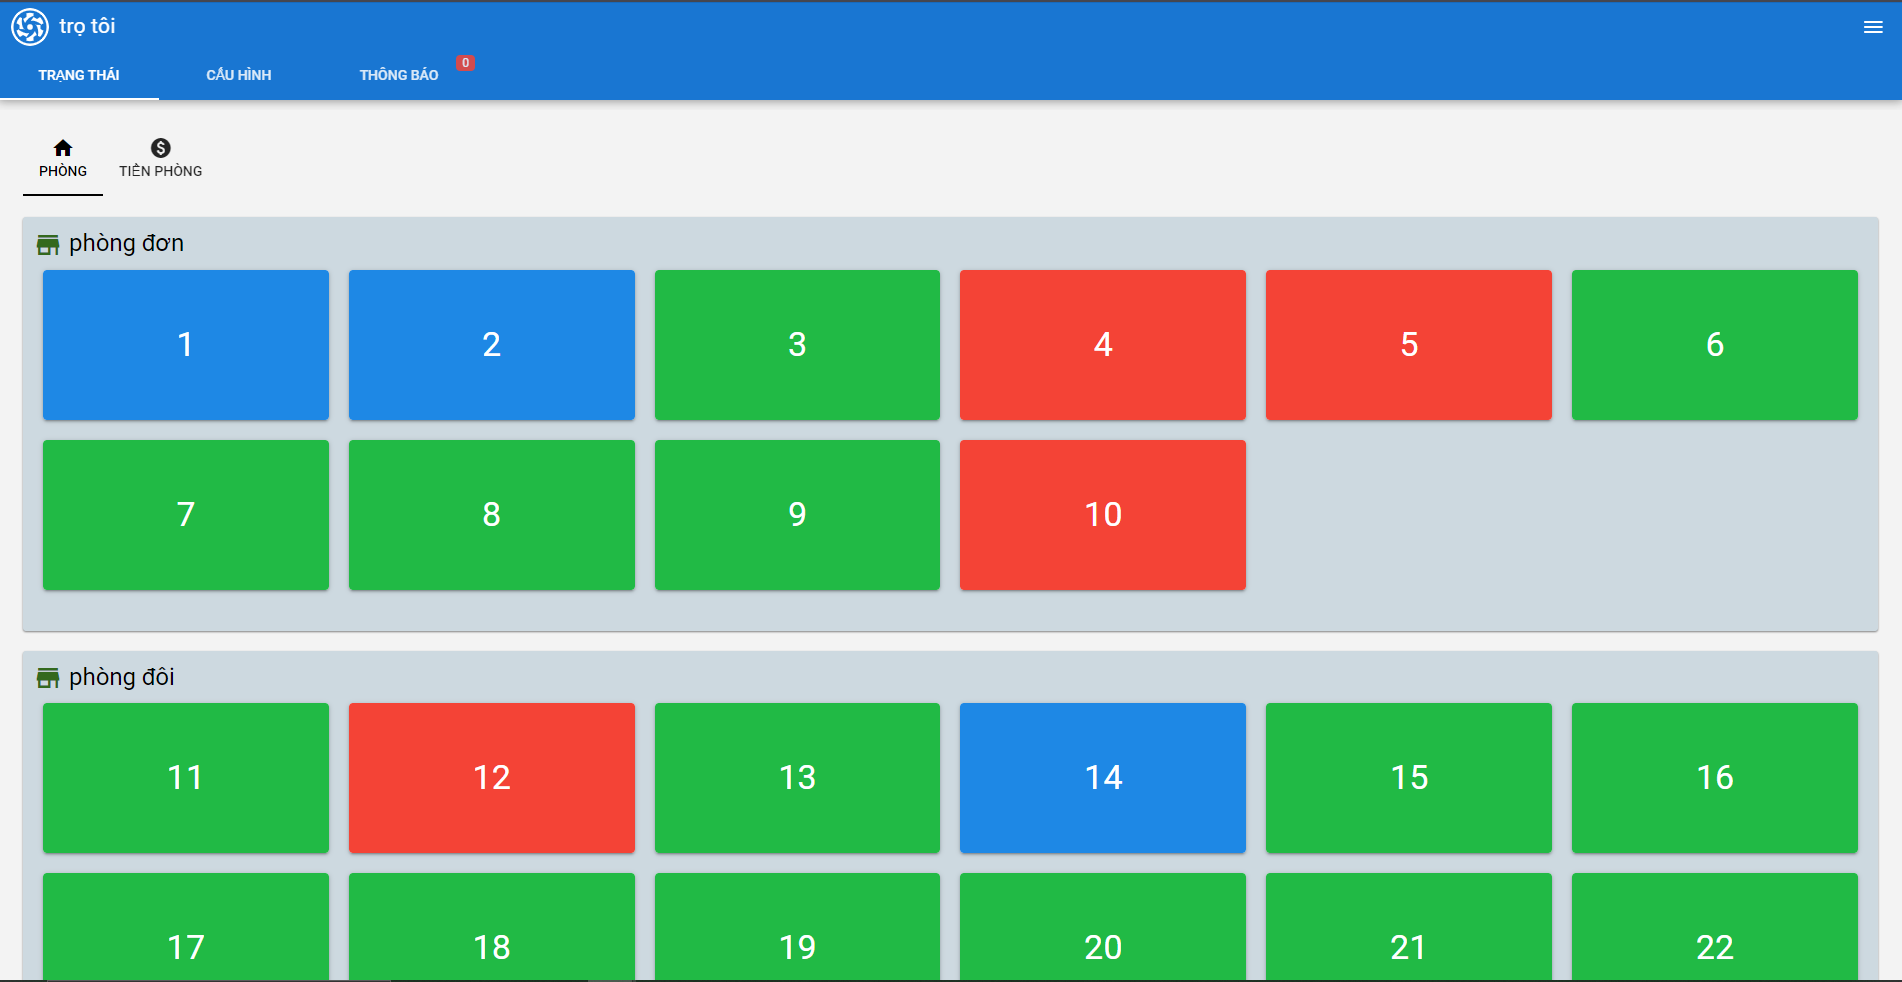 trọ tôi
TRẠNG THÁI CẤU HÌNH THÔNG BÁO 0
PHÒNG TIỀN PHÒNG
phòng đơn
1 2 3 4 5 6
7 8 9 10
phòng đôi
11 12 13 14 15 16
17 18 19 20 21 22